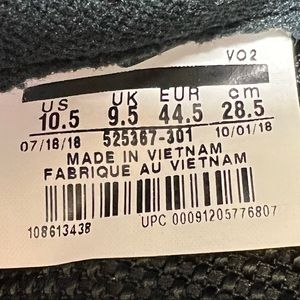 VO2
US UK EUR cm
10.5 9.5 44.5 28.5
07/18/18 525367-301 10/01/18
MADE IN VIETNAM
FABRIQUE AU VIETNAM
108613438
UPC 00091205776807